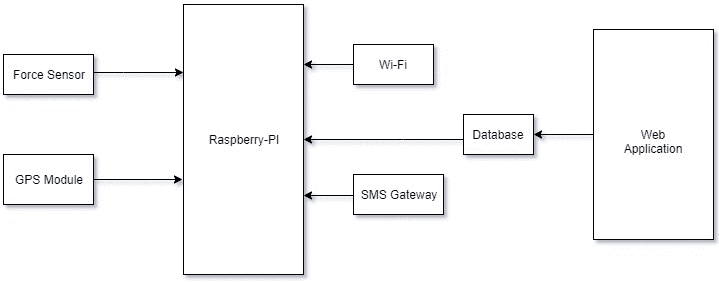 Force Sensor
GPS Module
Raspberry-PI
Wi-Fi
Database
SMS Gateway
Web
Application